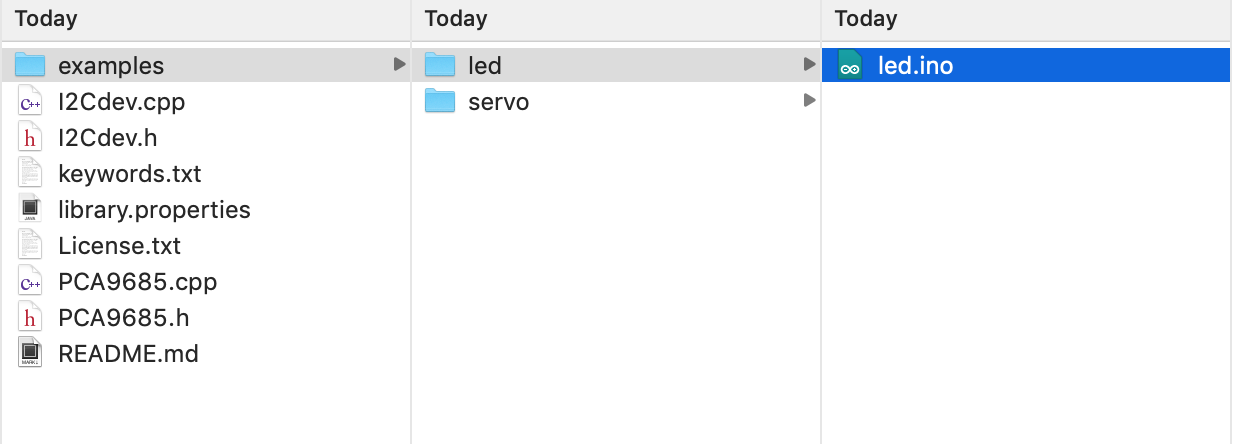 Today
examples
I2Cdev.cpp
I2Cdev.h
keywords.txt
library.properties
License.txt
PCA9685.cpp
PCA9685.h
README.md
Today
led
servo
Today
led.ino